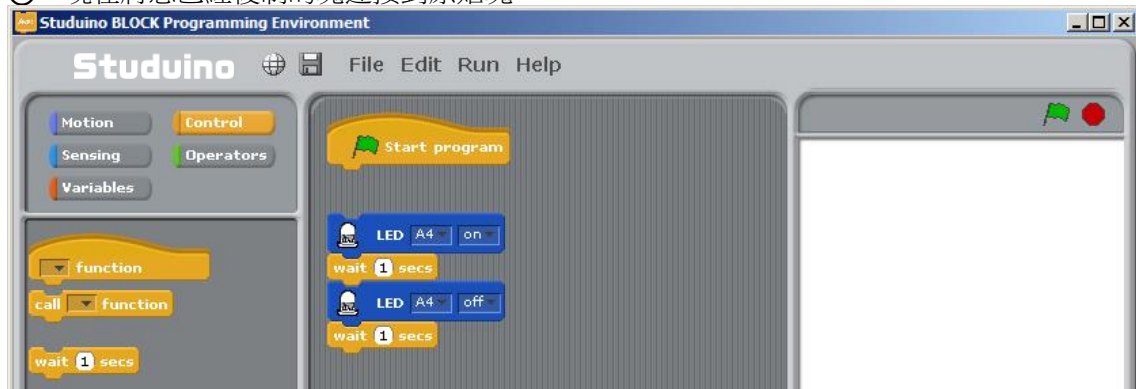 Studuino BLOCK Programming Environment
Studuino File Edit Run Help
Motion Control
Sensing Operators
Variables
function
call function
wait 1 secs
Start program
LED A4 on
wait 1 secs
LED A4 off
wait 1 secs